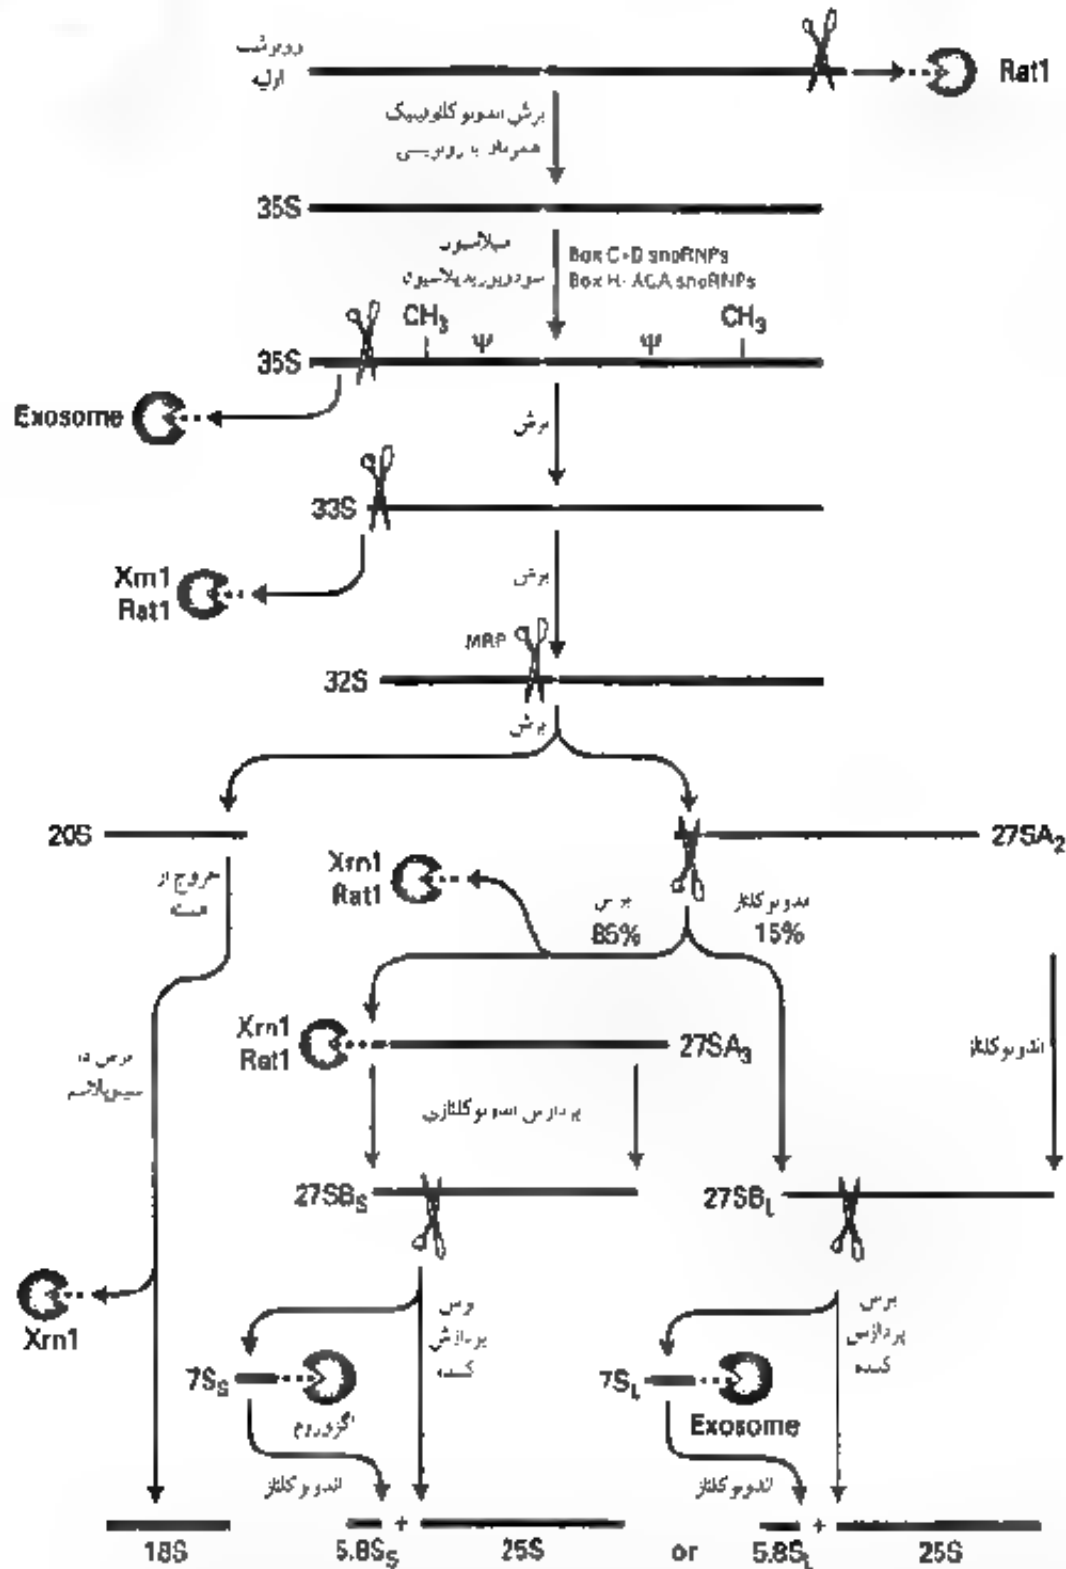 رونوشت
اولیه
Rat1
برش اندونوکلئوتیتیک
همزمان با رونویسی
35S
متیلاسیون
سودویوریدیلاسیون
Box C+D snoRNPs
Box H+ACA snoRNPs
CH3
Ψ
Ψ
CH3
35S
Exosome
برش
33S
Xrn1
Rat1
برش
MRP
32S
برش
20S
27SA2
خروج از
هسته
Xrn1
Rat1
برش
85%
اندونوکلئاز
15%
Xrn1
Rat1
27SA3
اندونوکلئاز
برش در
سیتوپلاسم
پردازش اندونوکلئازی
27SBS
27SBL
Xrn1
برش
پردازش
کننده
برش
پردازش
کننده
7SS
اگزوزوم
7SL
Exosome
اندونوکلئاز
اندونوکلئاز
18S
5.8SS
+
25S
or
5.8SL
+
25S